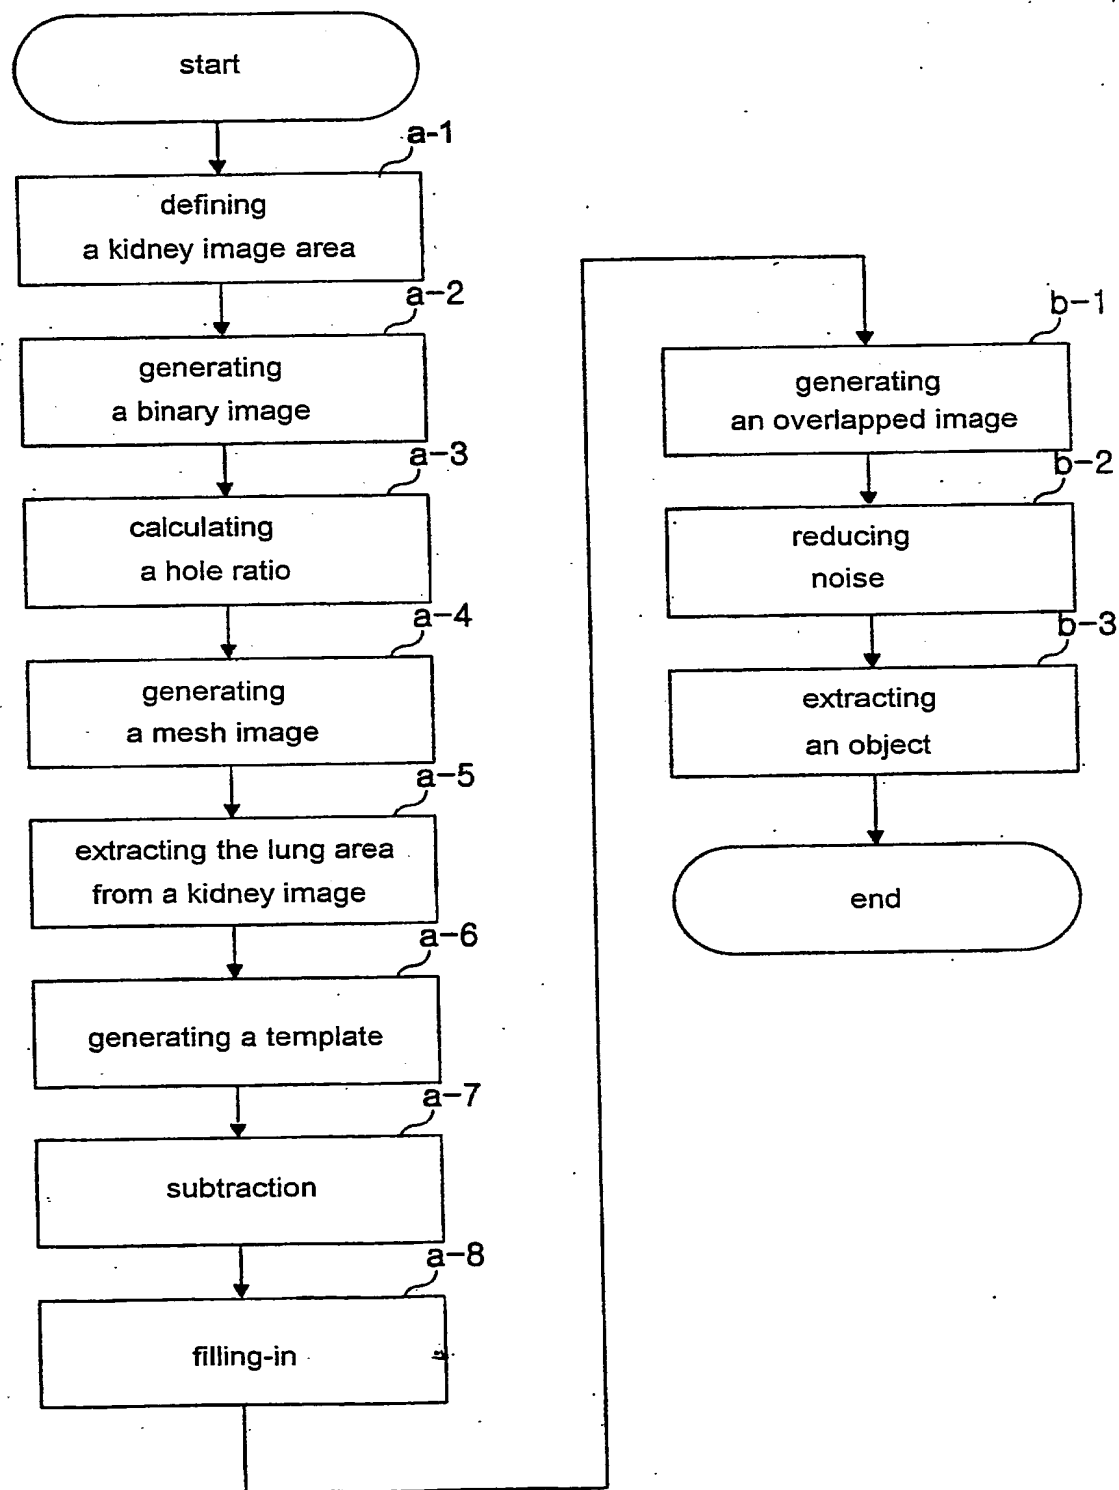 start
a-1
defining
a kidney image area
a-2
generating
a binary image
a-3
calculating
a hole ratio
a-4
generating
a mesh image
a-5
extracting the lung area
from a kidney image
a-6
generating a template
a-7
subtraction
a-8
filling-in
b-1
generating
an overlapped image
b-2
reducing
noise
b-3
extracting
an object
end